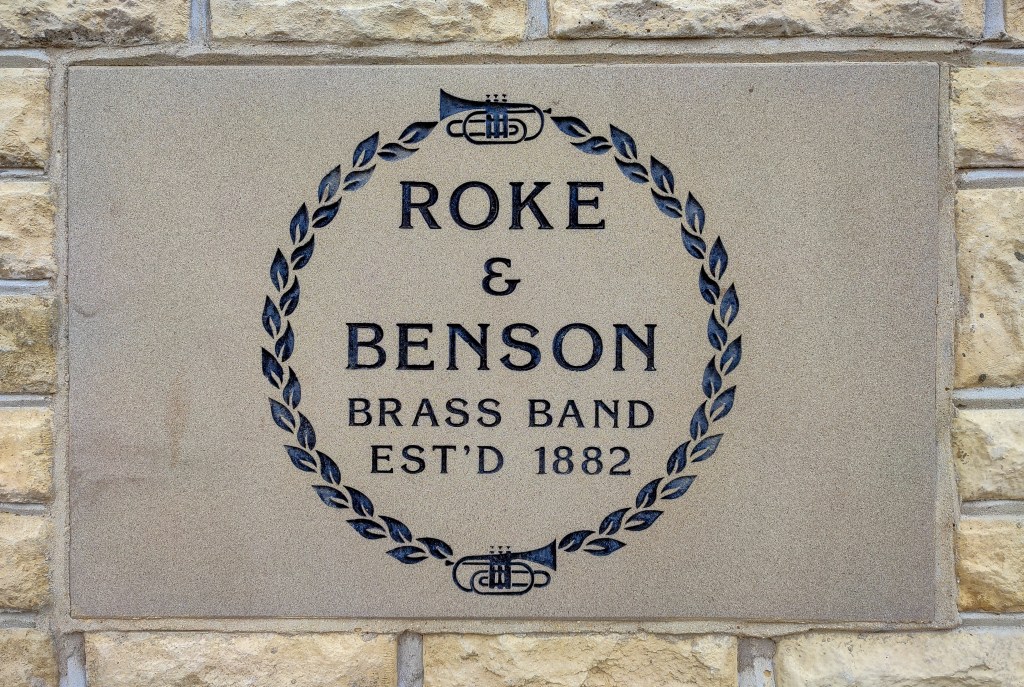 ROKE
&
BENSON
BRASS BAND
EST'D 1882